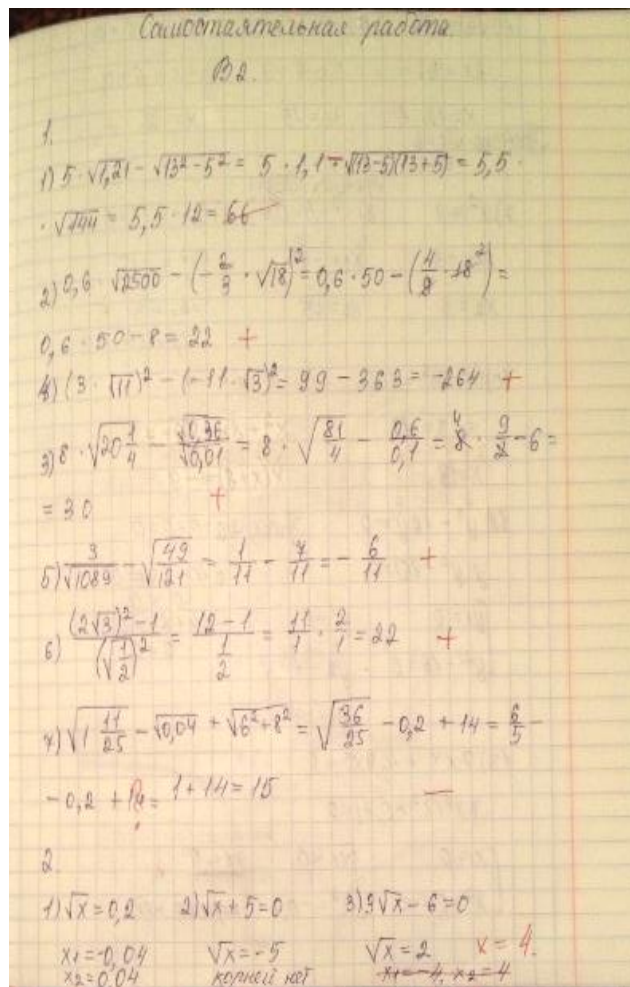 Самостаятельная работа.
В2.
1.
1) 5 · √1,21 - √13² - 5² = 5 · 1,1 - √(13-5)(13+5) = 5,5 ·
· √144 = 5,5 · 12 = 66
2) 0,6 · √2500 - (-2/3 · √18)² = 0,6 · 50 - (4/9 · 18²) =
0,6 · 50 - 8 = 22 +
4) (3 · √11)² - (-11 · √3)² = 99 - 363 = -264 +
3) 8 · √20 1/4 - √0,36/√0,01 = 8 · √81/4 - 0,6/0,1 = 8 4 · 9/2 - 6 =
= 30 +
5) 3/√1089 - √49/121 = 1/11 - 7/11 = - 6/11 +
6) (2√3)² - 1/(√1/2)² = 12 - 1/1/2 = 11/1 · 2/1 = 22 +
7) √1 11/25 - √0,04 + √6² + 8² = √36/25 - 0,2 + 14 = 6/5 -
- 0,2 + 14 = 1 + 14 = 15 —
2.
1) √x = 0,2 2) √x + 5 = 0 3) 3√x - 6 = 0
x1 = -0,04 √x = -5 √x = 2 x = 4.
x2 = 0,04 корней нет x1 = -4, x2 = 4